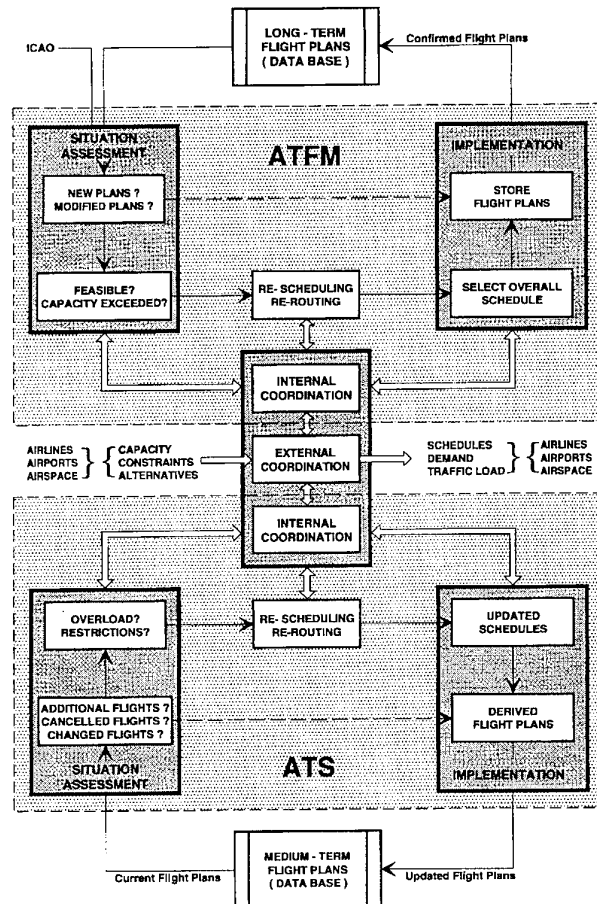 ICAO
LONG - TERM
FLIGHT PLANS
( DATA BASE )
Confirmed Flight Plans
SITUATION
ASSESSMENT
ATFM
IMPLEMENTATION
NEW PLANS ?
MODIFIED PLANS ?
STORE
FLIGHT PLANS
FEASIBLE?
CAPACITY EXCEEDED?
RE- SCHEDULING
RE-ROUTING
SELECT OVERALL
SCHEDULE
INTERNAL
COORDINATION
AIRLINES
AIRPORTS
AIRSPACE
CAPACITY
CONSTRAINTS
ALTERNATIVES
EXTERNAL
COORDINATION
SCHEDULES
DEMAND
TRAFFIC LOAD
AIRLINES
AIRPORTS
AIRSPACE
INTERNAL
COORDINATION
OVERLOAD?
RESTRICTIONS?
RE- SCHEDULING
RE-ROUTING
UPDATED
SCHEDULES
ADDITIONAL FLIGHTS ?
CANCELLED FLIGHTS ?
CHANGED FLIGHTS ?
DERIVED
FLIGHT PLANS
SITUATION
ASSESSMENT
ATS
IMPLEMENTATION
Current Flight Plans
MEDIUM - TERM
FLIGHT PLANS
( DATA BASE )
Updated Flight Plans